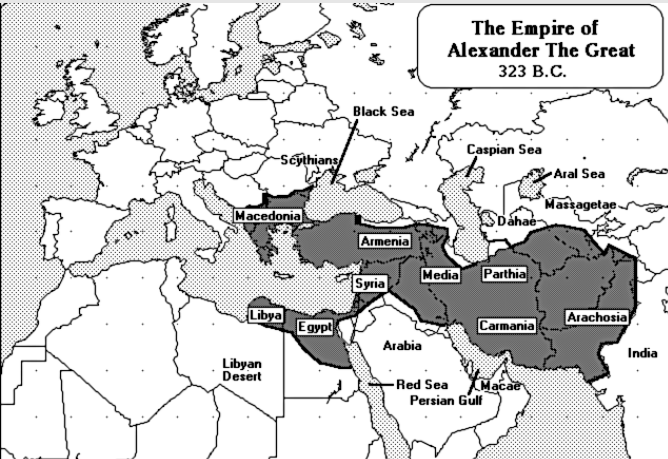 The Empire of
Alexander The Great
323 B.C.
Black Sea
Caspian Sea
Scythians
Aral Sea
Massagetae
Dahae
Macedonia
Armenia
Media
Parthia
Syria
Libya
Egypt
Carmania
Arachosia
Arabia
India
Libyan
Desert
Red Sea
Macae
Persian Gulf